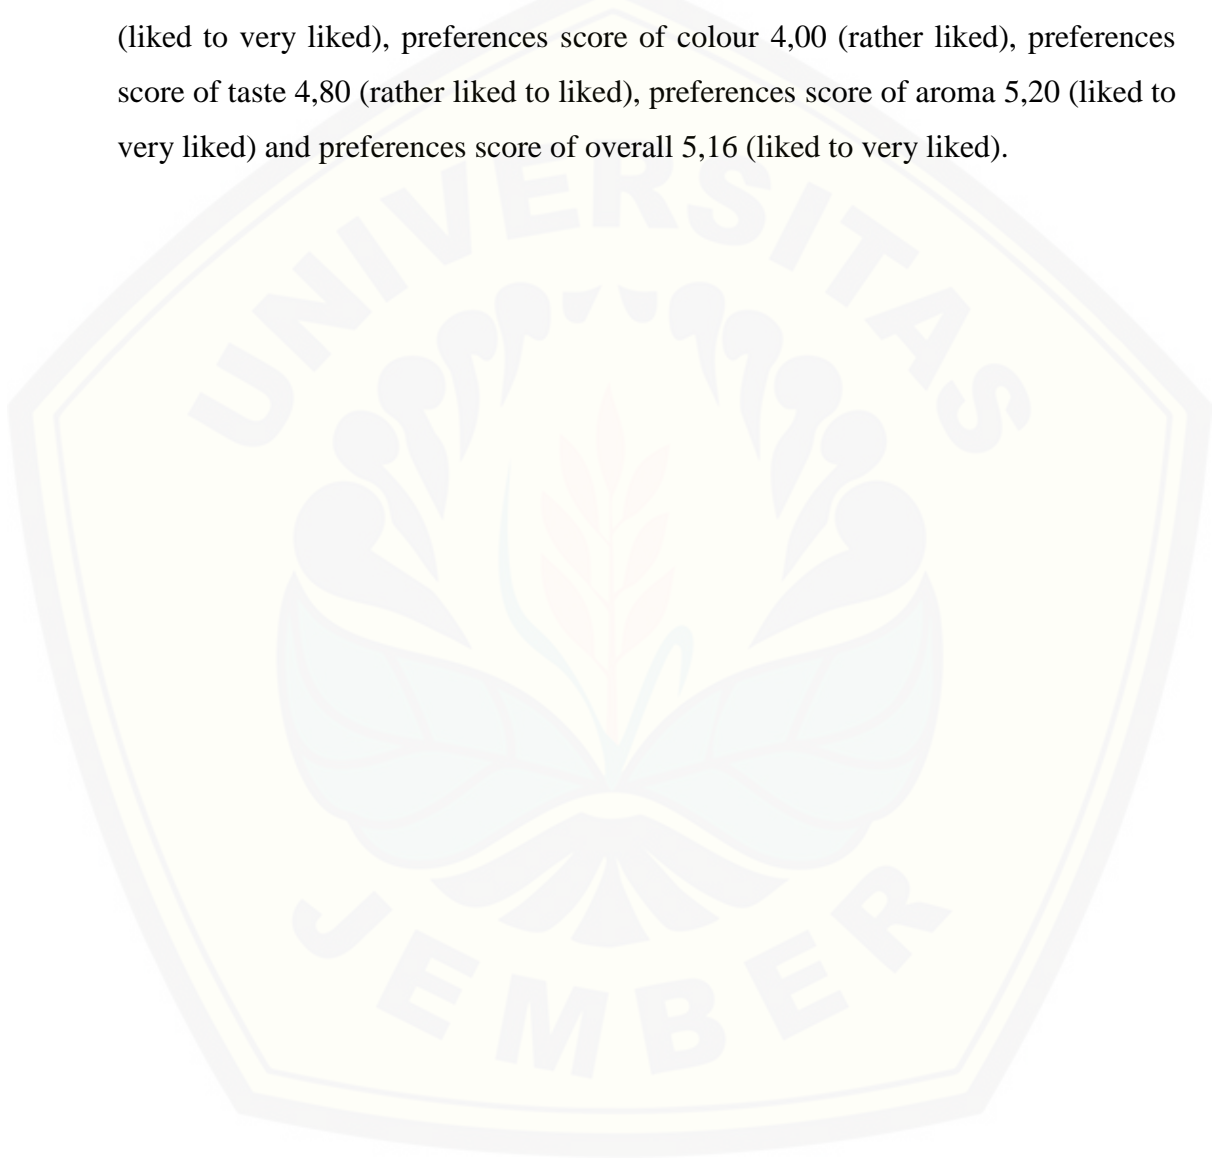 (liked to very liked), preferences score of colour 4,00 (rather liked), preferences
score of taste 4,80 (rather liked to liked), preferences score of aroma 5,20 (liked to
very liked) and preferences score of overall 5,16 (liked to very liked).
UNIVERSITAS
JEMBER